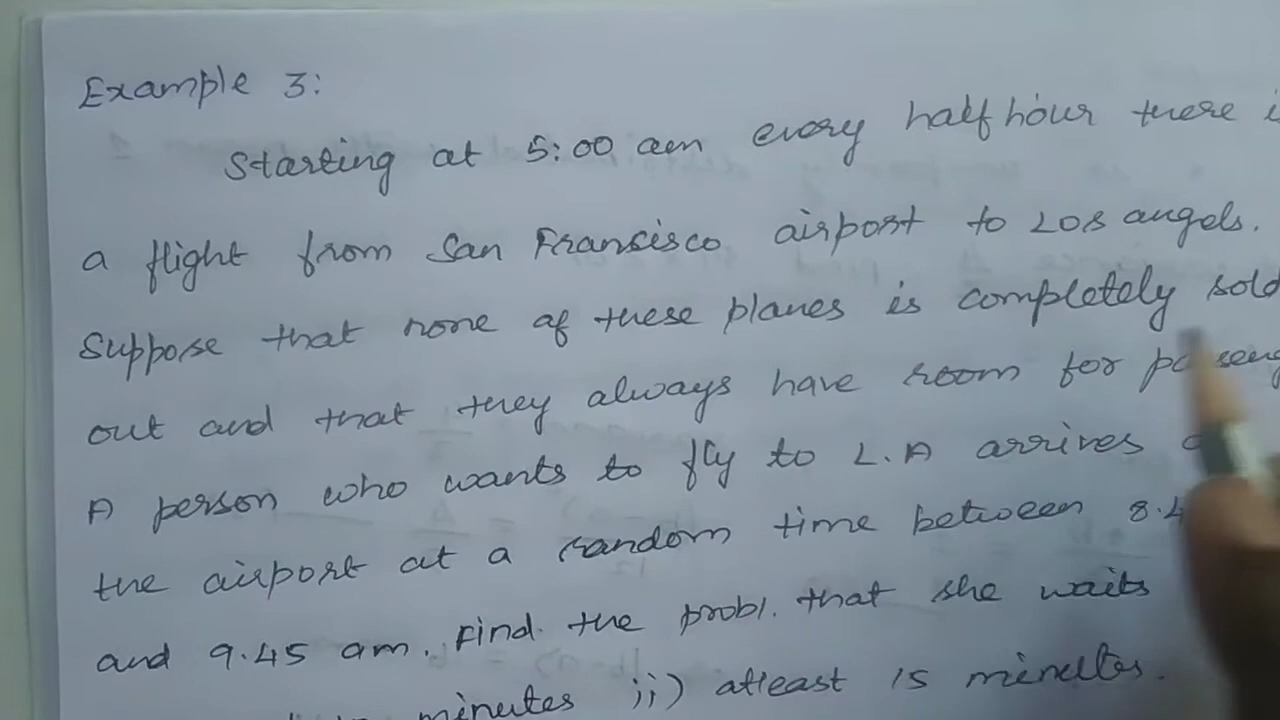 Example 3:
Starting at 5:00 am every half hour there
a flight from San Francisco airport to Los angels.
Suppose that none of these planes is completely sold
out and that they always have room for
A person who wants to fly to L.A arrives
the airport at a random time between
and 9.45 am. Find the probl. that she waits
minutes ii) atleast 15 minutes.